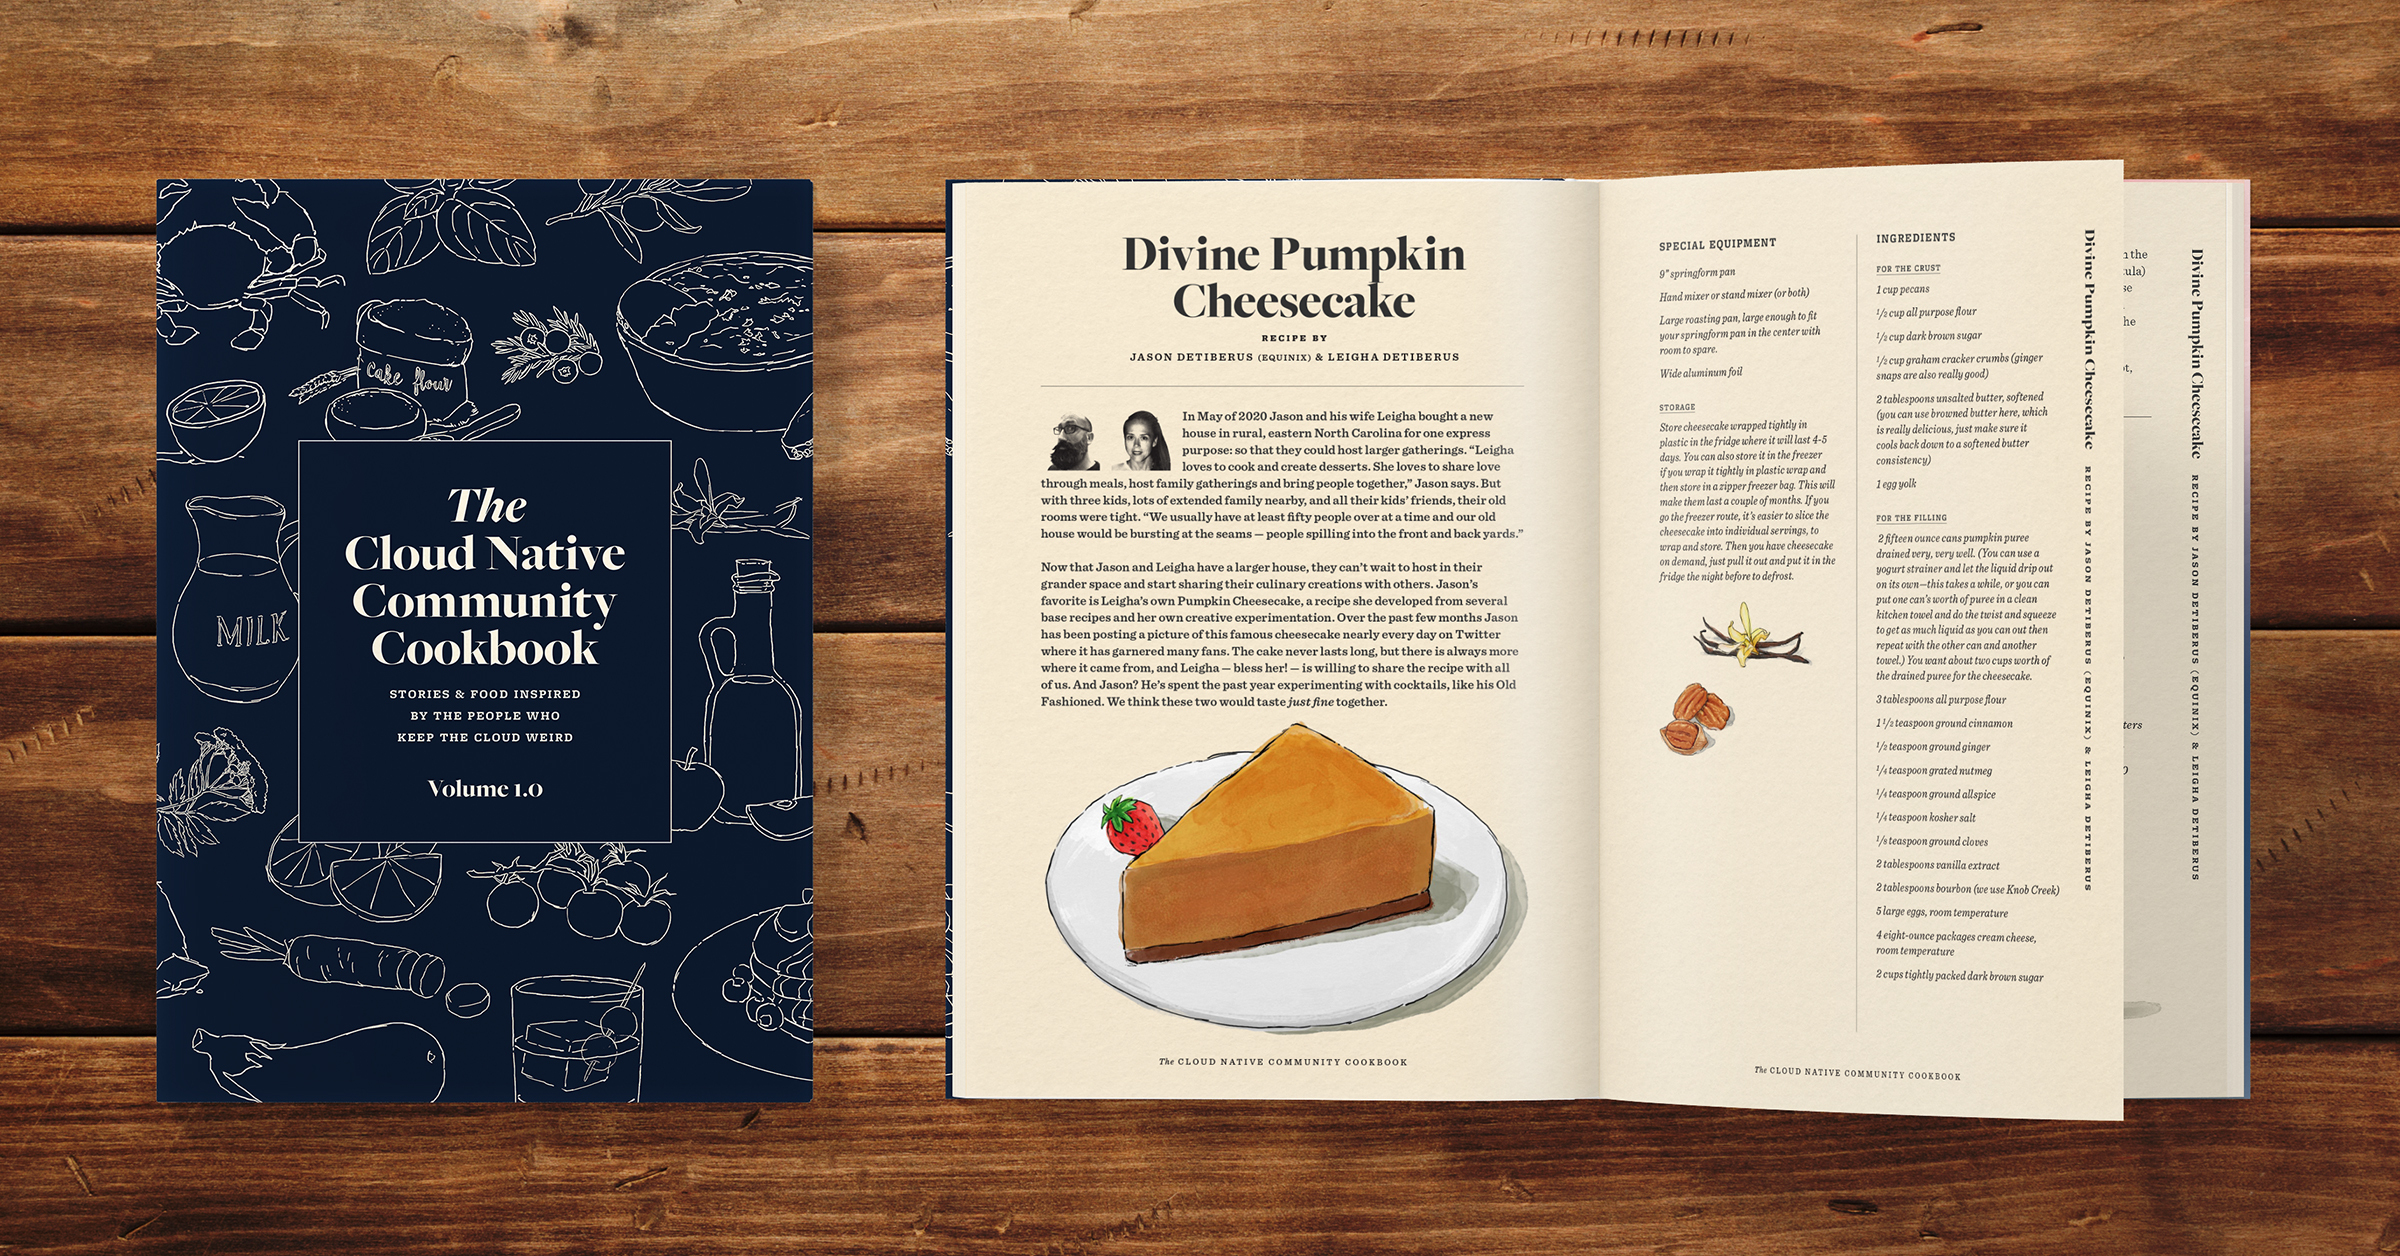 cake flour
MILK
The
Cloud Native
Community
Cookbook
STORIES & FOOD INSPIRED
BY THE PEOPLE WHO
KEEP THE CLOUD WEIRD
Volume 1.0
Divine Pumpkin
Cheesecake
RECIPE BY
JASON DETIBERUS (EQUINIX) & LEIGHA DETIBERUS
In May of 2020 Jason and his wife Leigha bought a new
house in rural, eastern North Carolina for one express
purpose: so that they could host larger gatherings. “Leigha
loves to cook and create desserts. She loves to share love
through meals, host family gatherings and bring people together,” Jason says. But
with three kids, lots of extended family nearby, and all their kids’ friends, their old
rooms were tight. “We usually have at least fifty people over at a time and our old
house would be bursting at the seams — people spilling into the front and back yards.”
Now that Jason and Leigha have a larger house, they can’t wait to host in their
grander space and start sharing their culinary creations with others. Jason’s
favorite is Leigha’s own Pumpkin Cheesecake, a recipe she developed from several
base recipes and her own creative experimentation. Over the past few months Jason
has been posting a picture of this famous cheesecake nearly every day on Twitter
where it has garnered many fans. The cake never lasts long, but there is always more
where it came from, and Leigha — bless her! — is willing to share the recipe with all
of us. And Jason? He’s spent the past year experimenting with cocktails, like his Old
Fashioned. We think these two would taste just fine together.
The CLOUD NATIVE COMMUNITY COOKBOOK
SPECIAL EQUIPMENT
9" springform pan
Hand mixer or stand mixer (or both)
Large roasting pan, large enough to fit
your springform pan in the center with
room to spare.
Wide aluminum foil
STORAGE
Store cheesecake wrapped tightly in
plastic in the fridge where it will last 4-5
days. You can also store it in the freezer
if you wrap it tightly in plastic wrap and
then store in a zipper freezer bag. This will
make them last a couple of months. If you
go the freezer route, it’s easier to slice the
cheesecake into individual servings, to
wrap and store. Then you have cheesecake
on demand, just pull it out and put it in the
fridge the night before to defrost.
INGREDIENTS
FOR THE CRUST
1 cup pecans
1/2 cup all purpose flour
1/2 cup dark brown sugar
1/2 cup graham cracker crumbs (ginger
snaps are also really good)
2 tablespoons unsalted butter, softened
(you can use browned butter here, which
is really delicious, just make sure it
cools back down to a softened butter
consistency)
1 egg yolk
FOR THE FILLING
2 fifteen ounce cans pumpkin puree
drained very, very well. (You can use a
yogurt strainer and let the liquid drip out
on its own—this takes a while, or you can
put one can’s worth of puree in a clean
kitchen towel and do the twist and squeeze
to get as much liquid as you can out then
repeat with the other can and another
towel.) You want about two cups worth of
the drained puree for the cheesecake.
3 tablespoons all purpose flour
1 1/2 teaspoon ground cinnamon
1/2 teaspoon ground ginger
1/4 teaspoon grated nutmeg
1/4 teaspoon ground allspice
1/4 teaspoon kosher salt
1/8 teaspoon ground cloves
2 tablespoons vanilla extract
2 tablespoons bourbon (we use Knob Creek)
5 large eggs, room temperature
4 eight-ounce packages cream cheese,
room temperature
2 cups tightly packed dark brown sugar
Divine Pumpkin Cheesecake RECIPE BY JASON DETIBERUS (EQUINIX) & LEIGHA DETIBERUS
The CLOUD NATIVE COMMUNITY COOKBOOK
the
Divine Pumpkin Cheesecake RECIPE BY JASON DETIBERUS (EQUINIX) & LEIGHA DETIBERUS